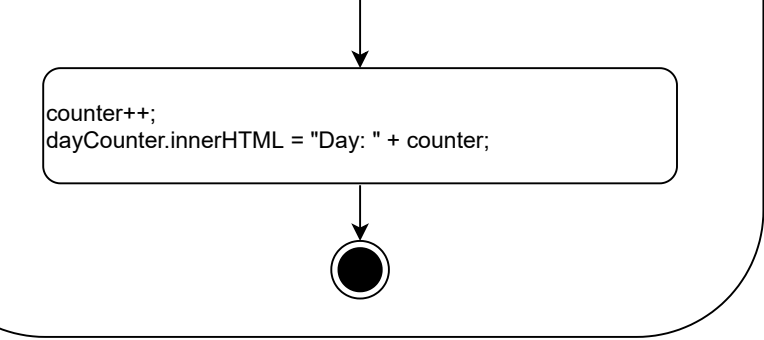 counter++;
dayCounter.innerHTML = "Day: " + counter;